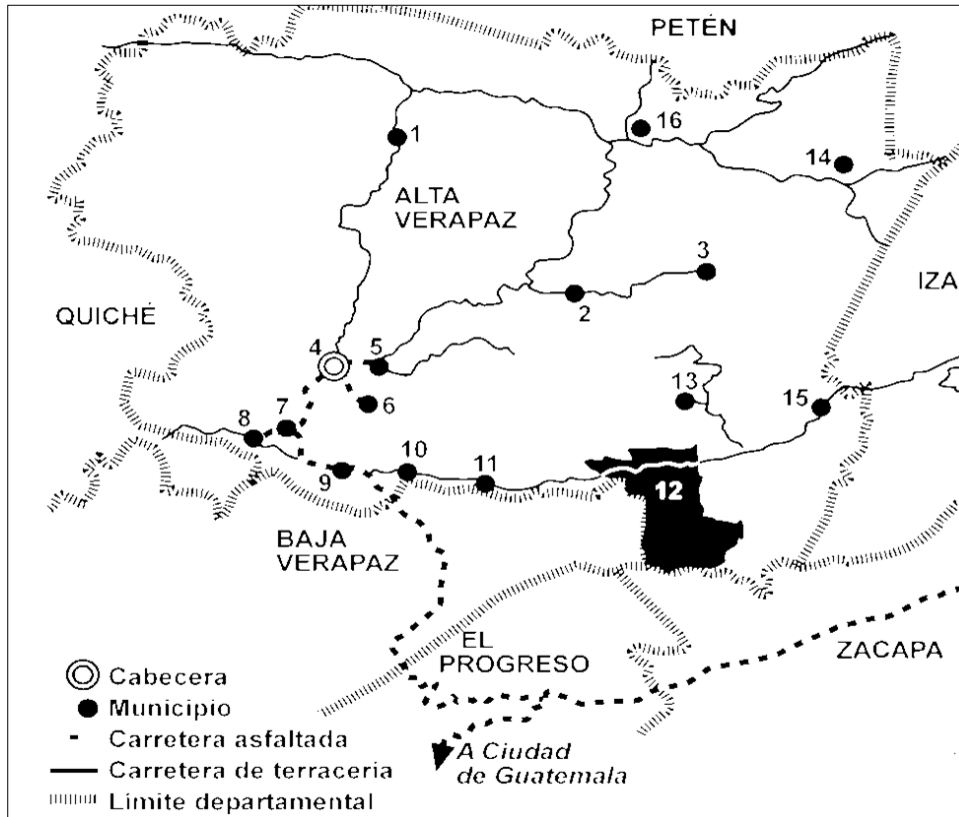 PETÉN
16
1
14
ALTA
VERAPAZ
3
IZA
QUICHÉ
2
4
5
13
6
15
7
8
10
9
11
12
BAJA
VERAPAZ
EL
PROGRESO
ZACAPA
Cabecera
Municipio
Carretera asfaltada
A Ciudad
de Guatemala
Carretera de terraceria
Limite departamental